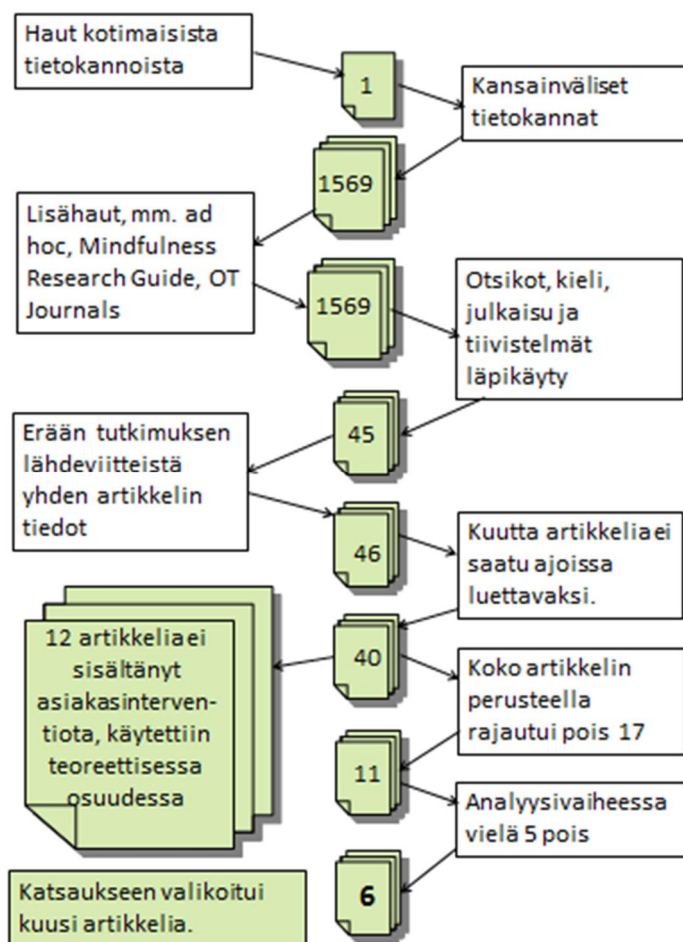 Haut kotimaisista
tietokannoista
1
Kansainväliset
tietokannat
1569
Lisähaut, mm. ad
hoc, Mindfulness
Research Guide, OT
Journals
1569
Otsikot, kieli,
julkaisu ja
tiivistelmät
läpikäyty
45
Erään tutkimuksen
lähdeviitteistä
yhden artikkelin
tiedot
46
Kuutta artikkelia ei
saatu ajoissa
luettavaksi.
40
12 artikkelia ei
sisältänyt
asiakasinterven-
tiota, käytettiin
teoreettisessa
osuudessa
Koko artikkelin
perusteella
rajautui pois 17
11
Analyysivaiheessa
vielä 5 pois
6
Katsaukseen valikoitui
kuusi artikkelia.